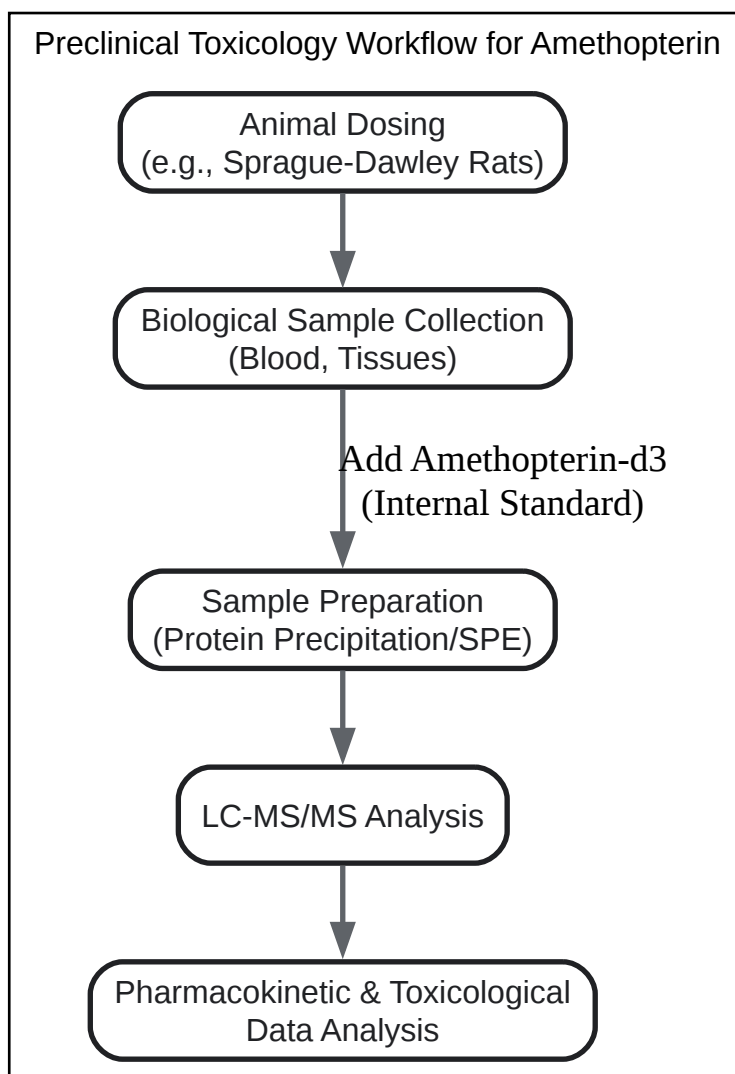 Preclinical Toxicology Workflow for Amethopterin
Animal Dosing
(e.g., Sprague-Dawley Rats)
Biological Sample Collection
(Blood, Tissues)
Add Amethopterin-d3
(Internal Standard)
Sample Preparation
(Protein Precipitation/SPE)
LC-MS/MS Analysis
Pharmacokinetic & Toxicological
Data Analysis